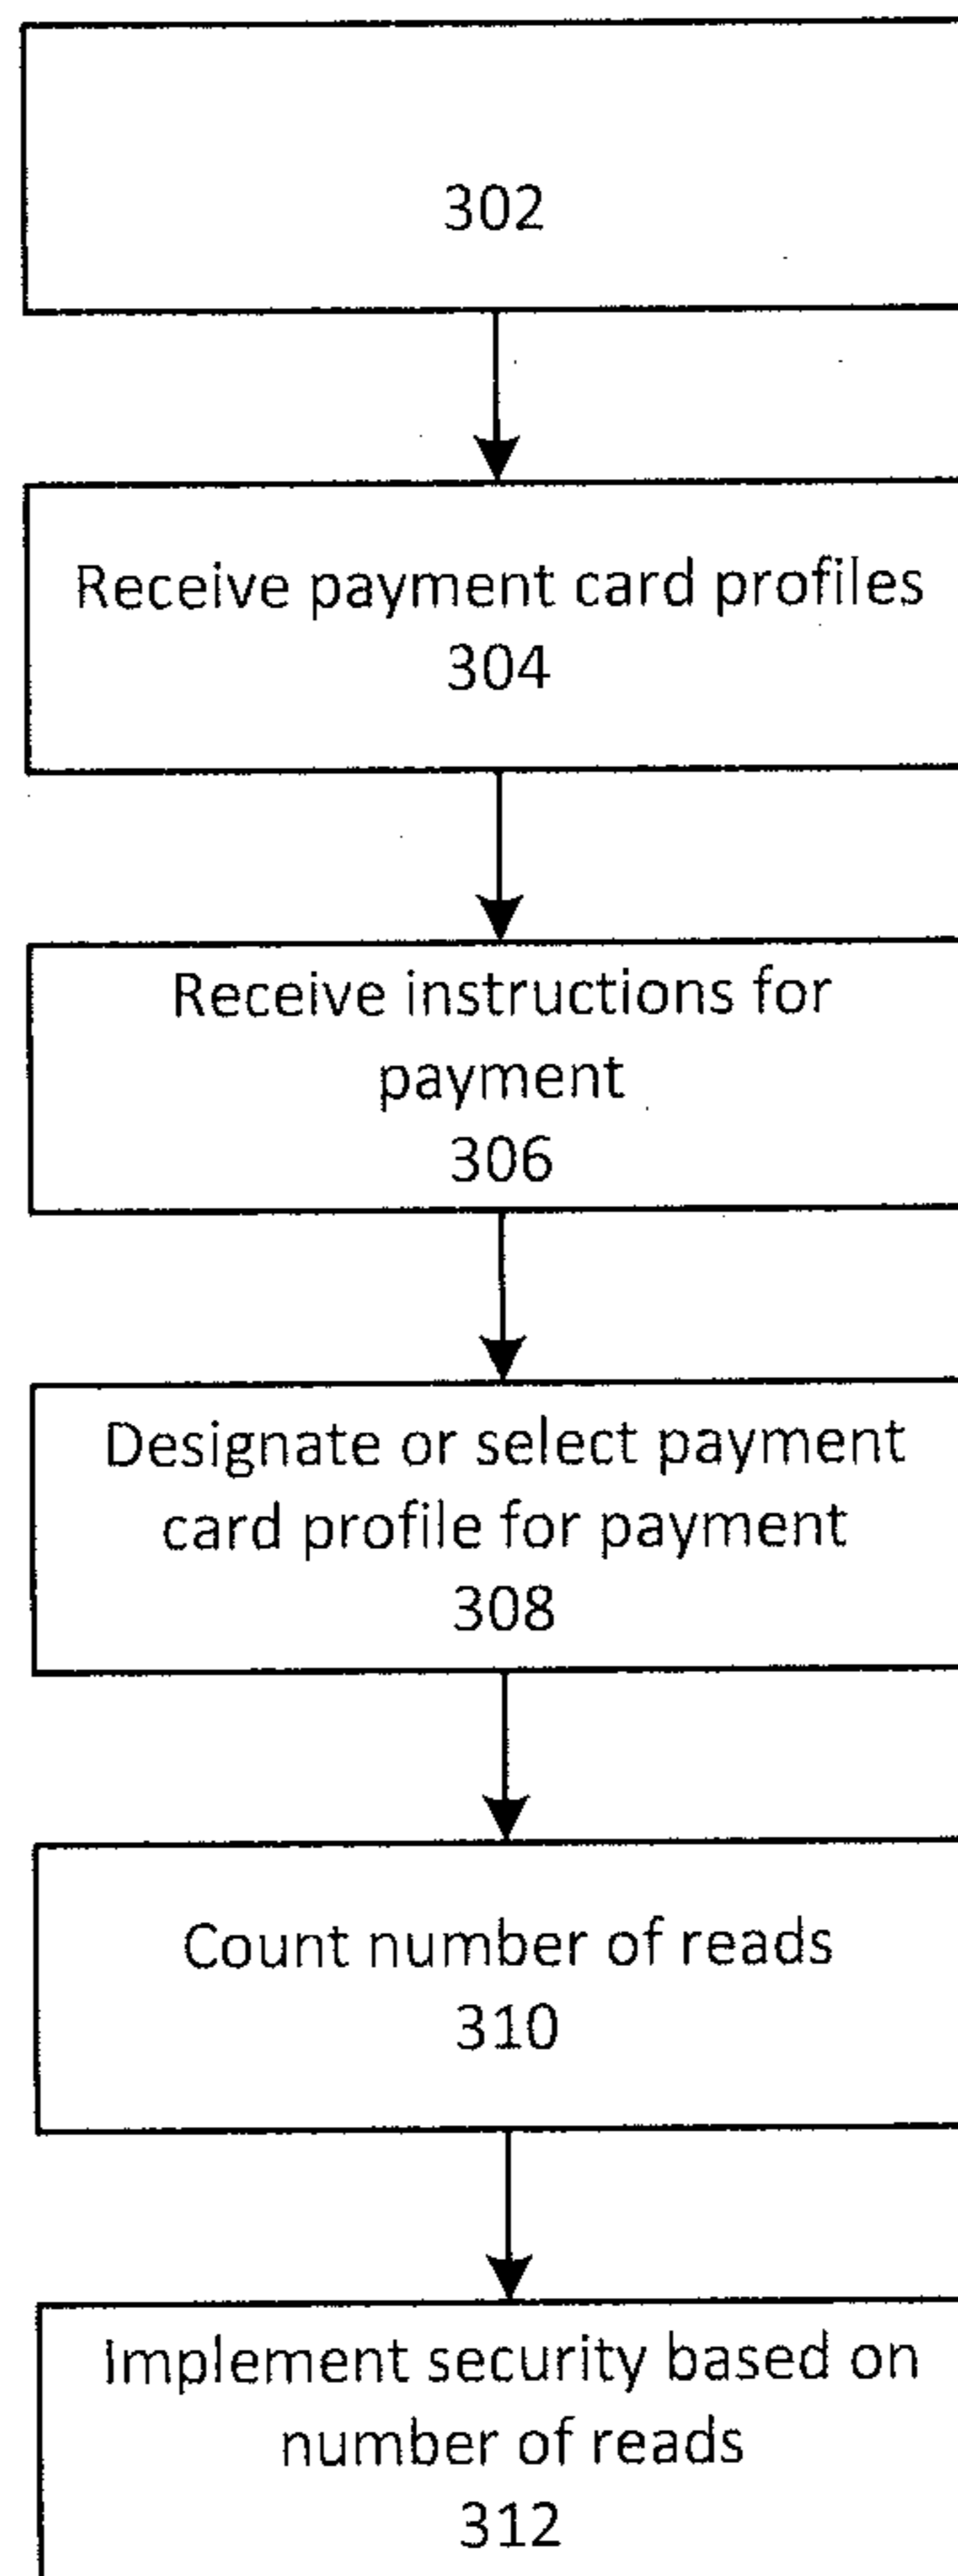 302
Receive payment card profiles
304
Receive instructions for
payment
306
Designate or select payment
card profile for payment
308
Count number of reads
310
Implement security based on
number of reads
312